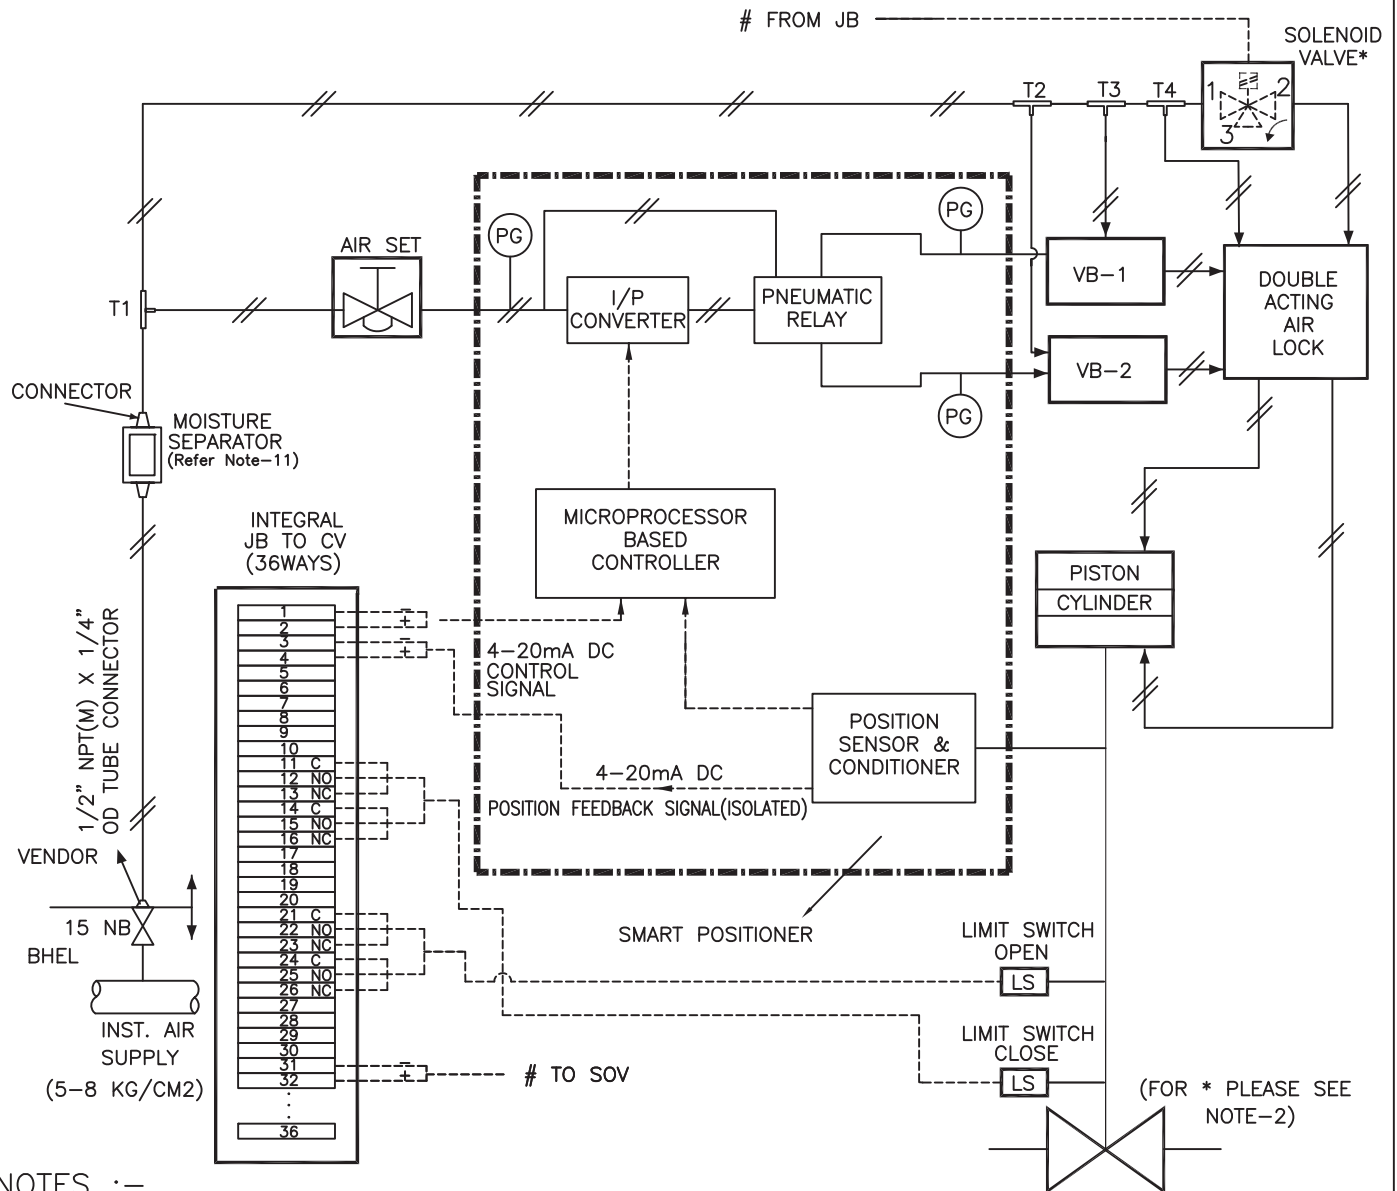 # FROM JB
SOLENOID
VALVE*
T2
T3
T4
1
2
3
PG
PG
AIR SET
T1
I/P
CONVERTER
PNEUMATIC
RELAY
VB-1
DOUBLE
ACTING
AIR
LOCK
VB-2
PG
CONNECTOR
MOISTURE
SEPARATOR
(Refer Note-11)
INTEGRAL
JB TO CV
(36WAYS)
MICROPROCESSOR
BASED
CONTROLLER
PISTON
CYLINDER
1/2" NPT(M) X 1/4"
OD TUBE CONNECTOR
1 -
2 +
3 -
4 +
5
6
7
8
9
10
11 C
12 NO
13 NC
14 C
15 NO
16 NC
17
18
19
20
21 C
22 NO
23 NC
24 C
25 NO
26 NC
27
28
29
30
31 -
32 +
36
4-20mA DC
CONTROL
SIGNAL
POSITION
SENSOR &
CONDITIONER
4-20mA DC
POSITION FEEDBACK SIGNAL(ISOLATED)
VENDOR
15 NB
BHEL
INST. AIR
SUPPLY
(5-8 KG/CM2)
SMART POSITIONER
LIMIT SWITCH
OPEN
LS
LIMIT SWITCH
CLOSE
LS
# TO SOV
(FOR * PLEASE SEE
NOTE-2)
NOTES :-